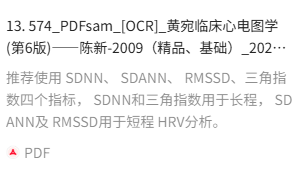 13. 574_PDFsam_[OCR]_黄宛临床心电图学
(第6版)——陈新-2009（精品、基础）_202…
推荐使用 SDNN、 SDANN、 RMSSD、三角指
数四个指标， SDNN和三角指数用于长程， SD
ANN及 RMSSD用于短程 HRV分析。
PDF